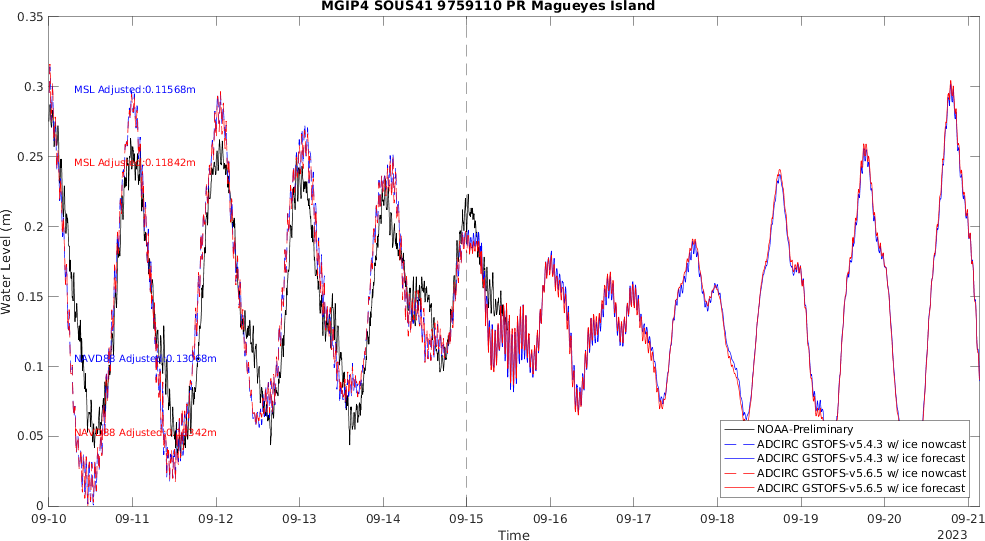 MGIP4 SOUS41 9759110 PR Magueyes Island
0.35
0.3
0.25
0.2
0.15
0.1
0.05
0
Water Level (m)
MSL Adjusted:0.11568m
MSL Adjusted:0.11842m
NAVD88 Adjusted:0.13068m
NAVD88 Adjusted:
NOAA-Preliminary
ADCIRC GSTOFS-v5.4.3 w/ ice nowcast
ADCIRC GSTOFS-v5.4.3 w/ ice forecast
ADCIRC GSTOFS-v5.6.5 w/ ice nowcast
ADCIRC GSTOFS-v5.6.5 w/ ice forecast
09-10 09-11 09-12 09-13 09-14 09-15 09-16 09-17 09-18 09-19 09-20 09-21
Time
2023